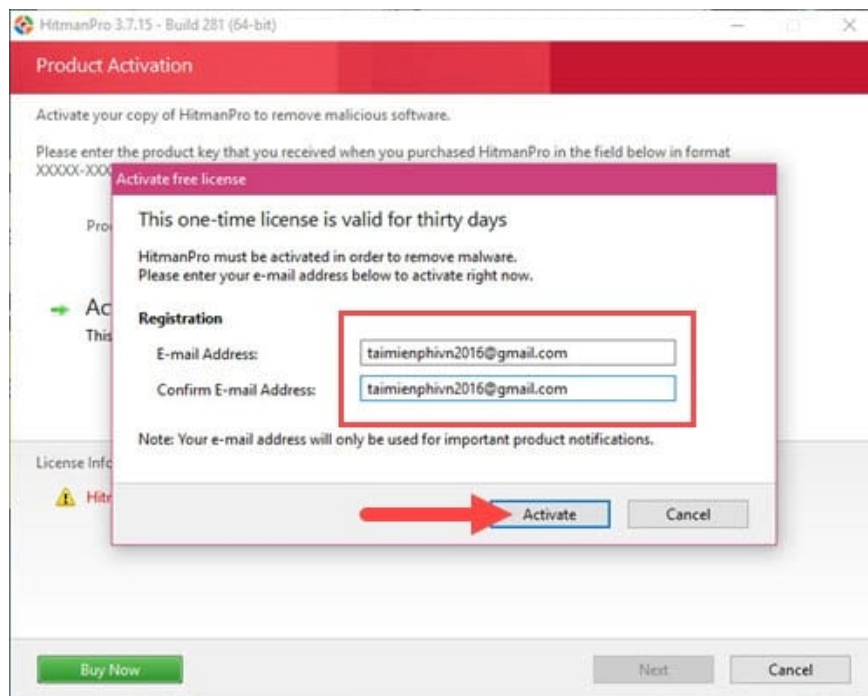 HitmanPro 3.7.15 - Build 281 (64-bit)
Product Activation
Activate your copy of HitmanPro to remove malicious software.
Please enter the product key that you received when you purchased HitmanPro in the field below in format
Activate free license
This one-time license is valid for thirty days
HitmanPro must be activated in order to remove malware.
Please enter your e-mail address below to activate right now.
Registration
E-mail Address: taimienphivn2016@gmail.com
Confirm E-mail Address: taimienphivn2016@gmail.com
Note: Your e-mail address will only be used for important product notifications.
This
Activate Cancel
Buy Now Next Cancel